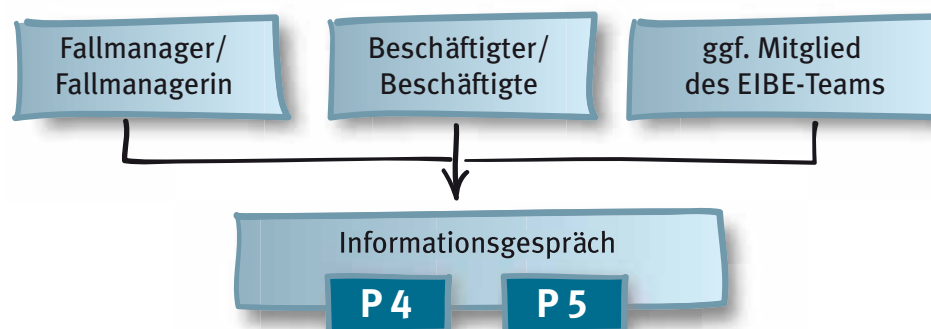 Fallmanager/
Fallmanagerin
Beschäftigter/
Beschäftigte
ggf. Mitglied
des EIBE-Teams
Informationsgespräch
P 4
P 5